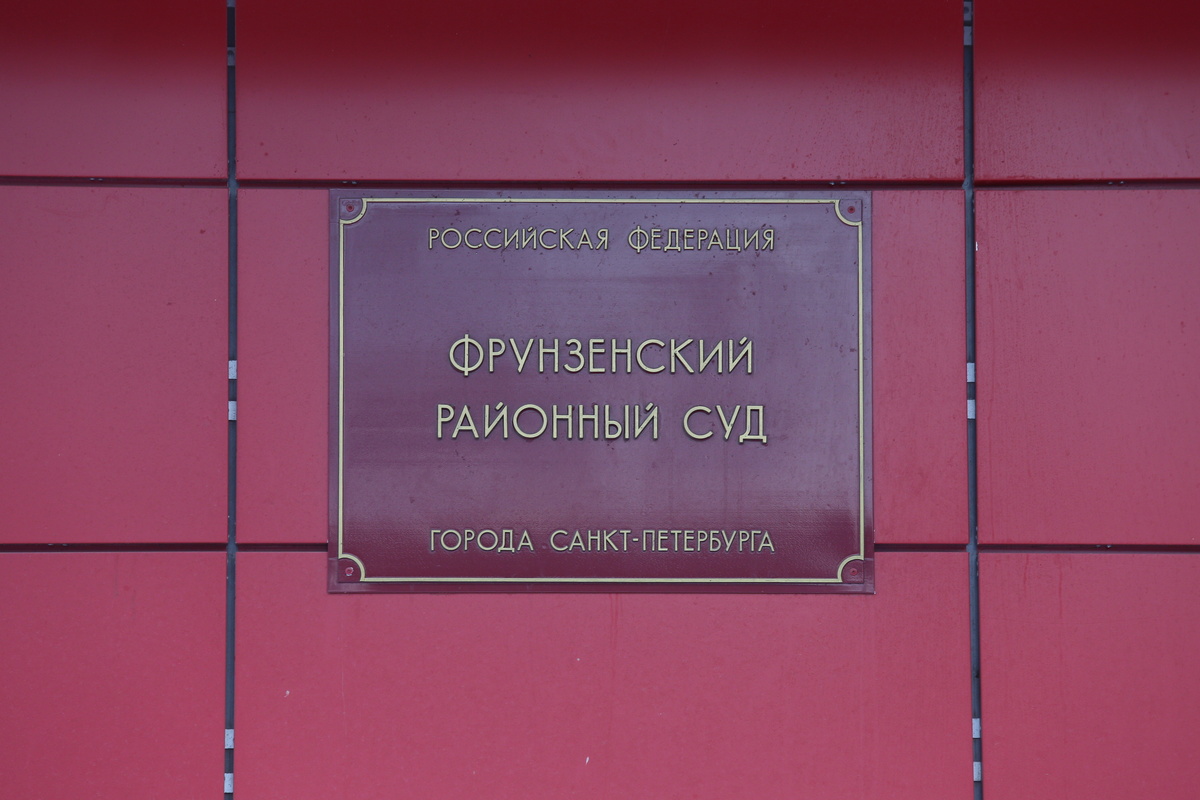 РОССИЙСКАЯ ФЕДЕРАЦИЯ
ФРУНЗЕНСКИЙ
РАЙОННЫЙ СУД
ГОРОДА САНКТ-ПЕТЕРБУРГА